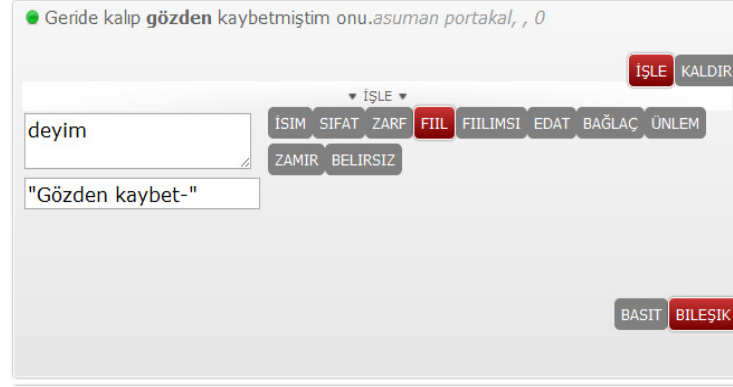 Geride kalıp gözden kaybetmiştim onu.asuman portakal, , 0
İŞLE KALDIR
▾ İŞLE ▾
deyim
İSIM SIFAT ZARF FIIL FIILIMSI EDAT BAĞLAÇ ÜNLEM
ZAMIR BELIRSIZ
"Gözden kaybet-"
BASIT BILEŞIK